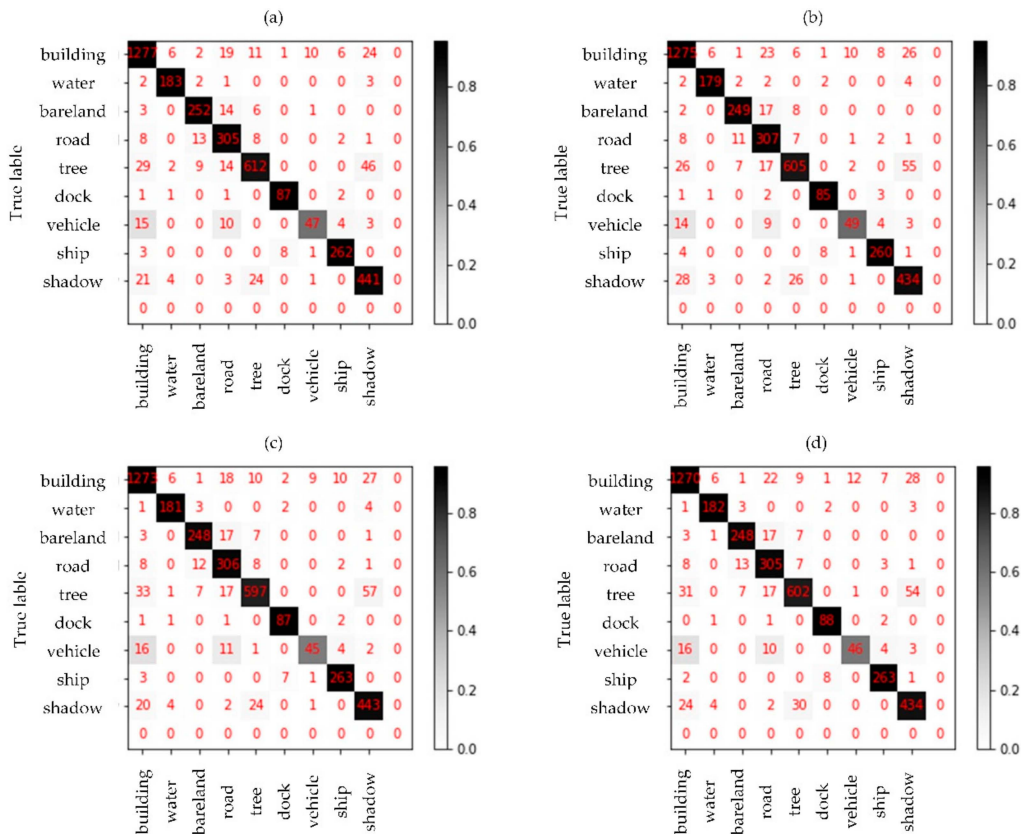 (a)
building 1277 6 2 19 11 1 10 6 24 0
water 2 183 2 1 0 0 0 0 3 0
bareland 3 0 252 14 6 0 1 0 0 0
road 8 0 13 305 8 0 0 2 1 0
tree 29 2 9 14 612 0 0 0 46 0
dock 1 1 0 1 0 87 0 2 0 0
vehicle 15 0 0 10 0 0 47 4 3 0
ship 3 0 0 0 0 8 1 262 0 0
shadow 21 4 0 3 24 0 1 0 441 0
0 0 0 0 0 0 0 0 0 0
True lable
building water bareland road tree dock vehicle ship shadow
0.8
0.6
0.4
0.2
0.0
(b)
building 1275 6 1 23 6 1 10 8 26 0
water 2 179 2 2 0 2 0 0 4 0
bareland 2 0 249 17 8 0 0 0 0 0
road 8 0 11 307 7 0 1 2 1 0
tree 26 0 7 17 605 0 2 0 55 0
dock 1 1 0 2 0 85 0 3 0 0
vehicle 14 0 0 9 0 0 49 4 3 0
ship 4 0 0 0 0 8 1 260 1 0
shadow 28 3 0 2 26 0 1 0 434 0
0 0 0 0 0 0 0 0 0 0
True lable
building water bareland road tree dock vehicle ship shadow
0.8
0.6
0.4
0.2
0.0
(c)
building 1273 6 1 18 10 2 9 10 27 0
water 1 181 3 0 0 2 0 0 4 0
bareland 3 0 248 17 7 0 0 0 1 0
road 8 0 12 306 8 0 0 2 1 0
tree 33 1 7 17 597 0 0 0 57 0
dock 1 1 0 1 0 87 0 2 0 0
vehicle 16 0 0 11 1 0 45 4 2 0
ship 3 0 0 0 0 7 1 263 0 0
shadow 20 4 0 2 24 0 1 0 443 0
0 0 0 0 0 0 0 0 0 0
True lable
building water bareland road tree dock vehicle ship shadow
0.8
0.6
0.4
0.2
0.0
(d)
building 1270 6 1 22 9 1 12 7 28 0
water 1 182 3 0 0 2 0 0 3 0
bareland 3 1 248 17 7 0 0 0 0 0
road 8 0 13 305 7 0 0 3 1 0
tree 31 0 7 17 602 0 1 0 54 0
dock 0 1 0 1 0 88 0 2 0 0
vehicle 16 0 0 10 0 0 46 4 3 0
ship 2 0 0 0 0 8 0 263 1 0
shadow 24 4 0 2 30 0 0 0 434 0
0 0 0 0 0 0 0 0 0 0
True lable
building water bareland road tree dock vehicle ship shadow
0.8
0.6
0.4
0.2
0.0